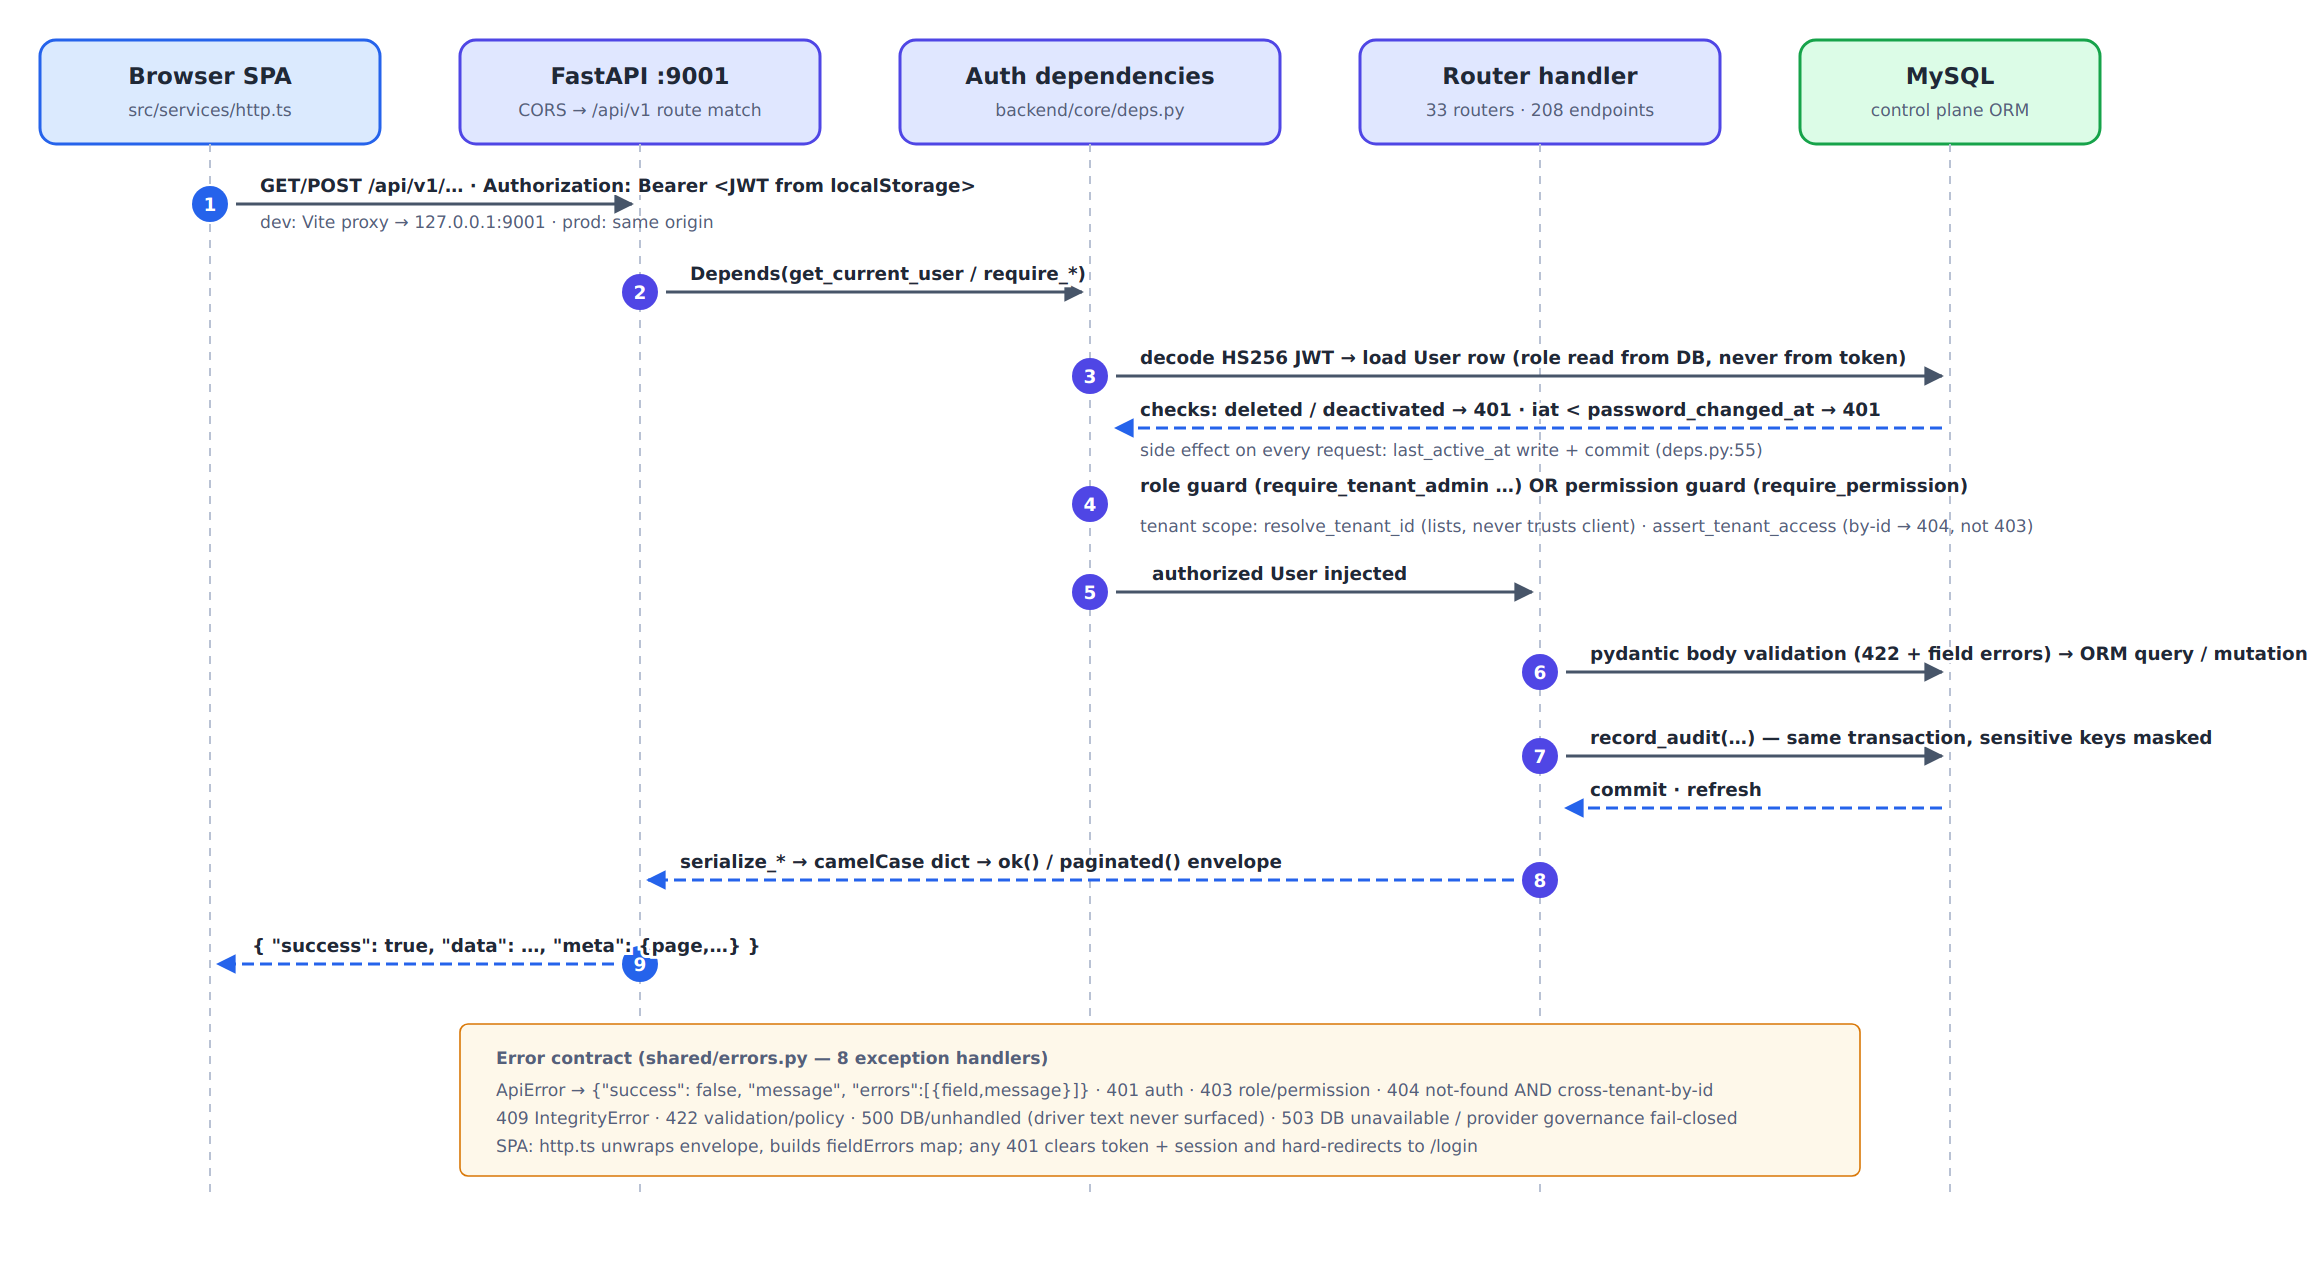 Browser SPA
src/services/http.ts
FastAPI :9001
CORS → /api/v1 route match
Auth dependencies
backend/core/deps.py
Router handler
33 routers · 208 endpoints
MySQL
control plane ORM
1
GET/POST /api/v1/… · Authorization: Bearer <JWT from localStorage>
dev: Vite proxy → 127.0.0.1:9001 · prod: same origin
2
Depends(get_current_user / require_*)
3
decode HS256 JWT → load User row (role read from DB, never from token)
checks: deleted / deactivated → 401 · iat < password_changed_at → 401
side effect on every request: last_active_at write + commit (deps.py:55)
4
role guard (require_tenant_admin …) OR permission guard (require_permission)
tenant scope: resolve_tenant_id (lists, never trusts client) · assert_tenant_access (by-id → 404, not 403)
5
authorized User injected
6
pydantic body validation (422 + field errors) → ORM query / mutation
7
record_audit(…) — same transaction, sensitive keys masked
commit · refresh
serialize_* → camelCase dict → ok() / paginated() envelope
8
{ "success": true, "data": …, "meta": {page,…} }
9
Error contract (shared/errors.py — 8 exception handlers)
ApiError → {"success": false, "message", "errors":[{field,message}]} · 401 auth · 403 role/permission · 404 not-found AND cross-tenant-by-id
409 IntegrityError · 422 validation/policy · 500 DB/unhandled (driver text never surfaced) · 503 DB unavailable / provider governance fail-closed
SPA: http.ts unwraps envelope, builds fieldErrors map; any 401 clears token + session and hard-redirects to /login